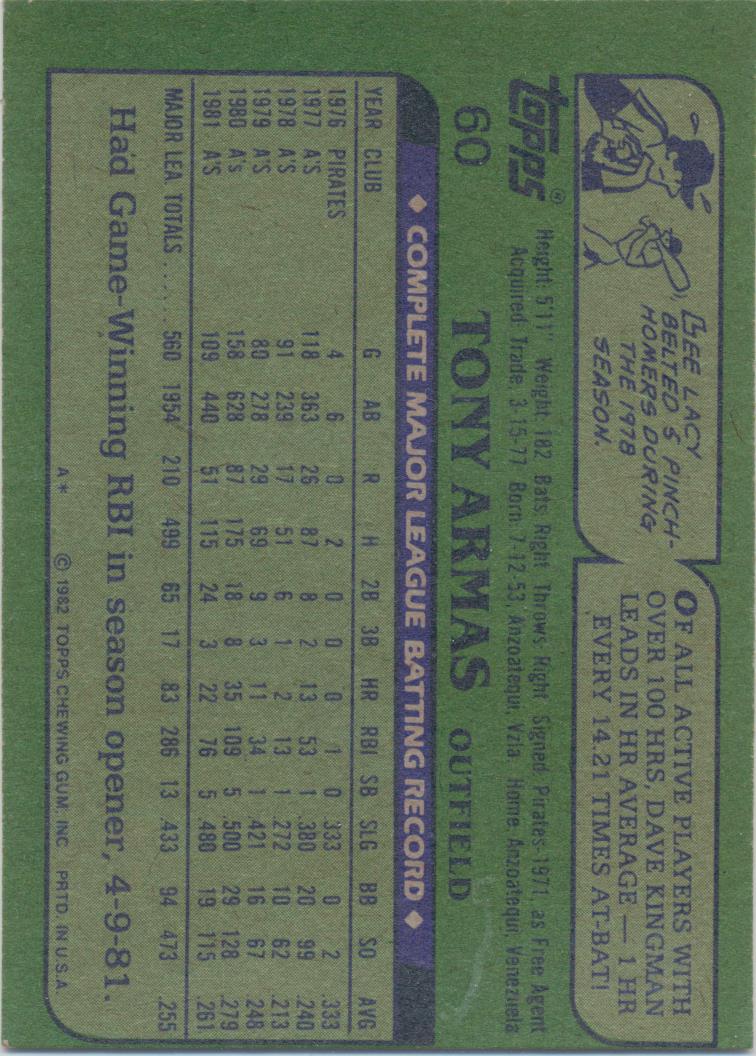 BEE LACY
BELTED 5 PINCH-
HOMERS DURING
THE 1978
SEASON.
OF ALL ACTIVE PLAYERS WITH
OVER 100 HRS, DAVE KINGMAN
LEADS IN HR AVERAGE — 1 HR
EVERY 14.21 TIMES AT-BAT!
topps®
60
Height: 5'11" Weight: 182 Bats: Right Throws: Right Signed: Pirates-1971, as Free Agent
Acquired: Trade, 3-15-77 Born: 7-12-53, Anzoatequi, Vzla. Home: Anzoatequi, Venezuela
TONY ARMAS OUTFIELD
◆ COMPLETE MAJOR LEAGUE BATTING RECORD ◆
YEAR CLUB G AB R H 2B 3B HR RBI SB SLG BB SO AVG
1976 PIRATES 4 6 0 2 0 0 0 1 0 .333 0 2 .333
1977 A'S 118 363 26 87 8 2 13 53 1 .380 20 99 .240
1978 A'S 91 239 17 51 6 1 2 13 1 .272 10 62 .213
1979 A'S 80 278 29 69 9 3 11 34 1 .421 16 67 .248
1980 A's 158 628 87 175 18 8 35 109 5 .500 29 128 .279
1981 A'S 109 440 51 115 24 3 22 76 5 .480 19 115 .261
MAJOR LEA. TOTALS ..... 560 1954 210 499 65 17 83 286 13 .433 94 473 .255
Had Game-Winning RBI in season opener, 4-9-81.
A* © 1982 TOPPS CHEWING GUM, INC. PRTD. IN U.S.A.